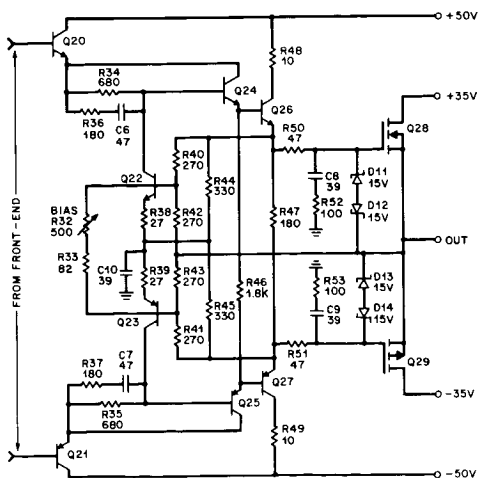 +50V
Q20
R48
10
R34
680
Q24
+35V
Q26
R36
180
C6
47
R50
47
Q28
R40
270
R44
330
C8
39
D11
15V
Q22
BIAS
R32
500
R38
27
R42
270
R47
180
R52
100
D12
15V
OUT
FROM FRONT-END
R33
82
C10
39
R39
27
R43
270
R46
1.8K
R53
100
D13
15V
Q23
R45
330
C9
39
D14
15V
R41
270
R37
180
C7
47
R51
47
Q27
Q29
R35
680
Q25
R49
10
-35V
Q21
-50V